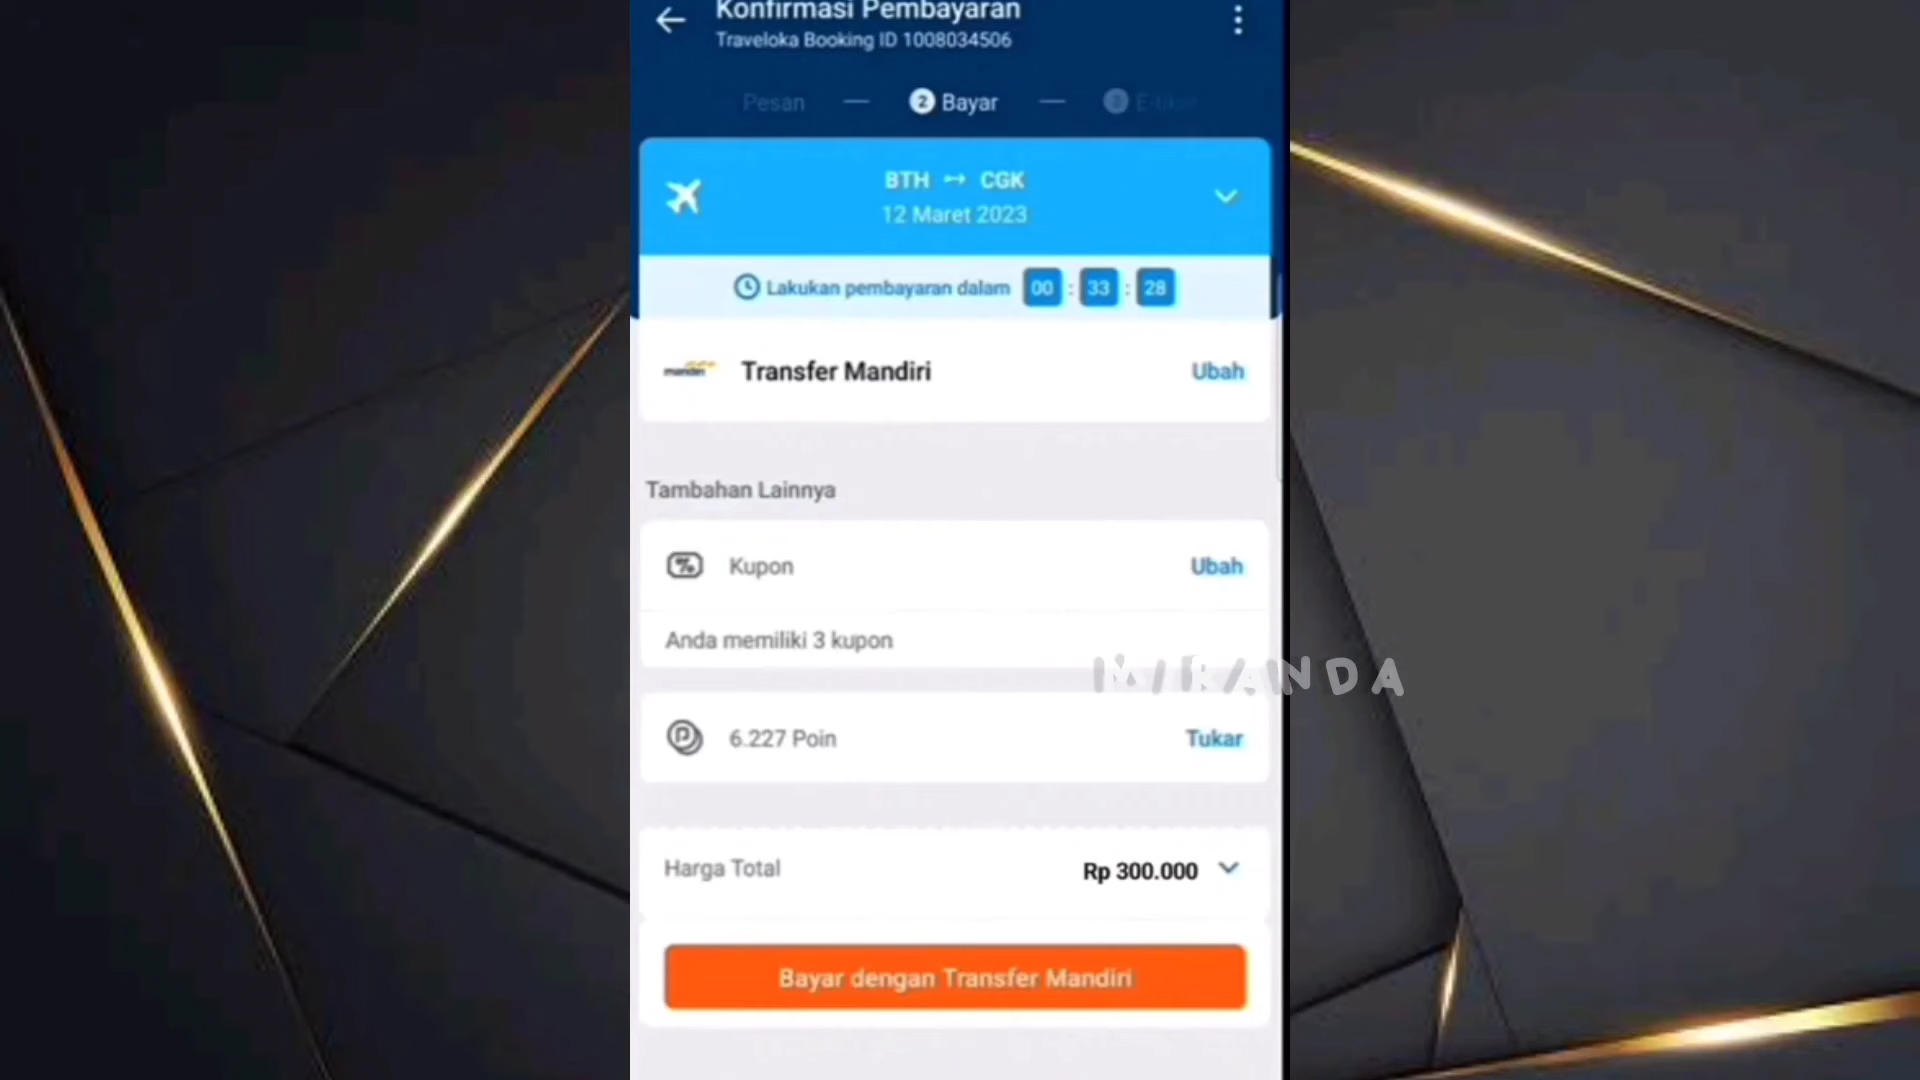 Konfirmasi Pembayaran
Traveloka Booking ID 1008034506
Pesan — 2 Bayar — 3 E-tiket
BTH ↔ CGK
12 Maret 2023
Lakukan pembayaran dalam 00 : 33 : 28
mandiri Transfer Mandiri Ubah
Tambahan Lainnya
Kupon Ubah
Anda memiliki 3 kupon
MIRANDA
6.227 Poin Tukar
Harga Total Rp 300.000
Bayar dengan Transfer Mandiri